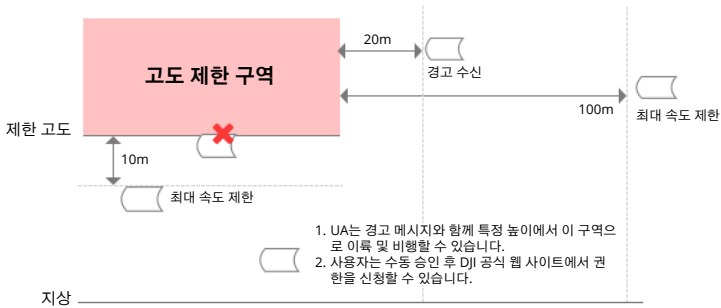 20m
경고 수신
고도 제한 구역
100m
최대 속도 제한
제한 고도
10m
최대 속도 제한
1. UA는 경고 메시지와 함께 특정 높이에서 이 구역으
로 이륙 및 비행할 수 있습니다.
2. 사용자는 수동 승인 후 DJI 공식 웹 사이트에서 권
한을 신청할 수 있습니다.
지상